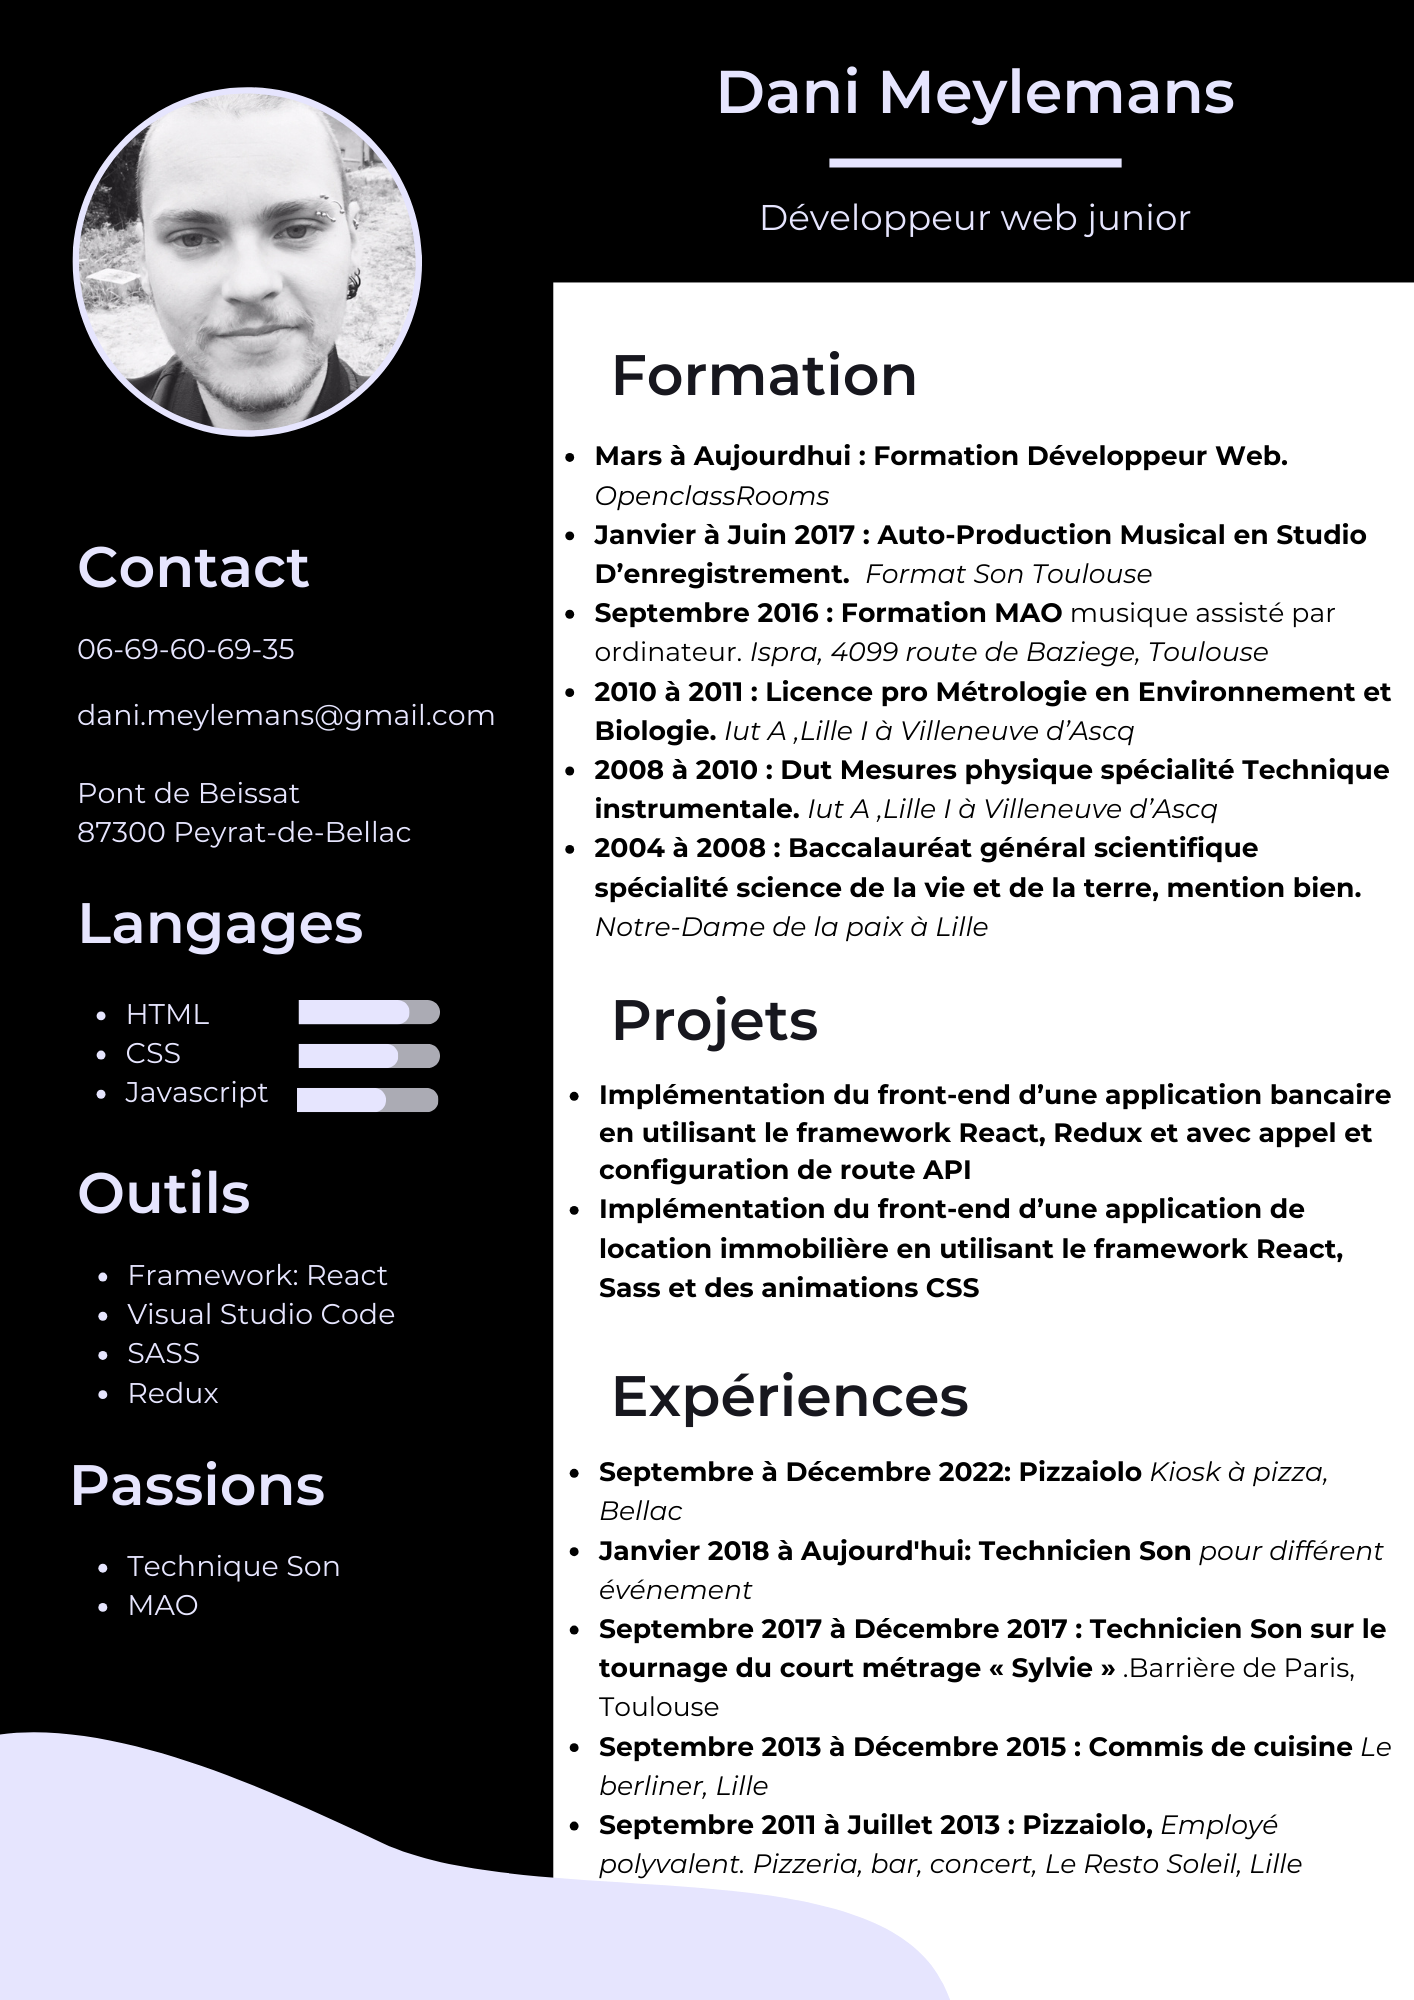 Dani Meylemans
Développeur web junior
Contact
06-69-60-69-35
dani.meylemans@gmail.com
Pont de Beissat
87300 Peyrat-de-Bellac
Langages
• HTML
• CSS
• Javascript
Outils
• Framework: React
• Visual Studio Code
• SASS
• Redux
Passions
• Technique Son
• MAO
Formation
• Mars à Aujourdhui : Formation Développeur Web.
OpenclassRooms
• Janvier à Juin 2017 : Auto-Production Musical en Studio
D’enregistrement. Format Son Toulouse
• Septembre 2016 : Formation MAO musique assisté par
ordinateur. Ispra, 4099 route de Baziege, Toulouse
• 2010 à 2011 : Licence pro Métrologie en Environnement et
Biologie. Iut A ,Lille I à Villeneuve d’Ascq
• 2008 à 2010 : Dut Mesures physique spécialité Technique
instrumentale. Iut A ,Lille I à Villeneuve d’Ascq
• 2004 à 2008 : Baccalauréat général scientifique
spécialité science de la vie et de la terre, mention bien.
Notre-Dame de la paix à Lille
Projets
• Implémentation du front-end d’une application bancaire
en utilisant le framework React, Redux et avec appel et
configuration de route API
• Implémentation du front-end d’une application de
location immobilière en utilisant le framework React,
Sass et des animations CSS
Expériences
• Septembre à Décembre 2022: Pizzaiolo Kiosk à pizza,
Bellac
• Janvier 2018 à Aujourd'hui: Technicien Son pour différent
événement
• Septembre 2017 à Décembre 2017 : Technicien Son sur le
tournage du court métrage « Sylvie » .Barrière de Paris,
Toulouse
• Septembre 2013 à Décembre 2015 : Commis de cuisine Le
berliner, Lille
• Septembre 2011 à Juillet 2013 : Pizzaiolo, Employé
polyvalent. Pizzeria, bar, concert, Le Resto Soleil, Lille